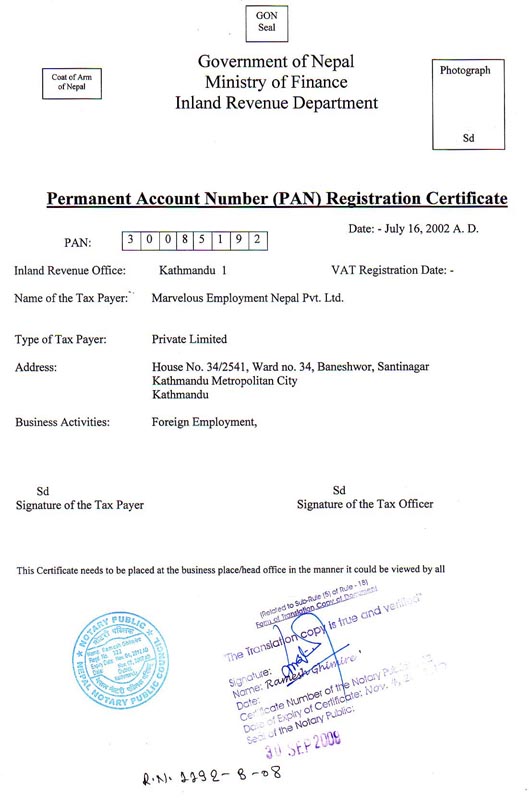 GON
Seal
Coat of Arm
of Nepal
Government of Nepal
Ministry of Finance
Inland Revenue Department
Photograph
Sd
Permanent Account Number (PAN) Registration Certificate
Date: - July 16, 2002 A. D.
PAN: 3 0 0 8 5 1 9 2
Inland Revenue Office: Kathmandu 1 VAT Registration Date: -
Name of the Tax Payer: Marvelous Employment Nepal Pvt. Ltd.
Type of Tax Payer: Private Limited
Address: House No. 34/2541, Ward no. 34, Baneshwor, Santinagar
Kathmandu Metropolitan City
Kathmandu
Business Activities: Foreign Employment,
Sd Sd
Signature of the Tax Payer Signature of the Tax Officer
This Certificate needs to be placed at the business place/head office in the manner it could be viewed by all
(Related to Sub-Rule (5) of Rule - 18)
Form of Translation Copy of Document
"The Translation copy is true and verified"
Signature:
Name: Ramesh Ghimire
Date:
Certificate Number of the Notary Public:
Date of Expiry of Certificate: Nov.
Seal of the Notary Public:
30 SEP 2008
★ NOTARY PUBLIC ★
NEPAL NOTARY PUBLIC COUNCIL
R.N. 2292-8-08